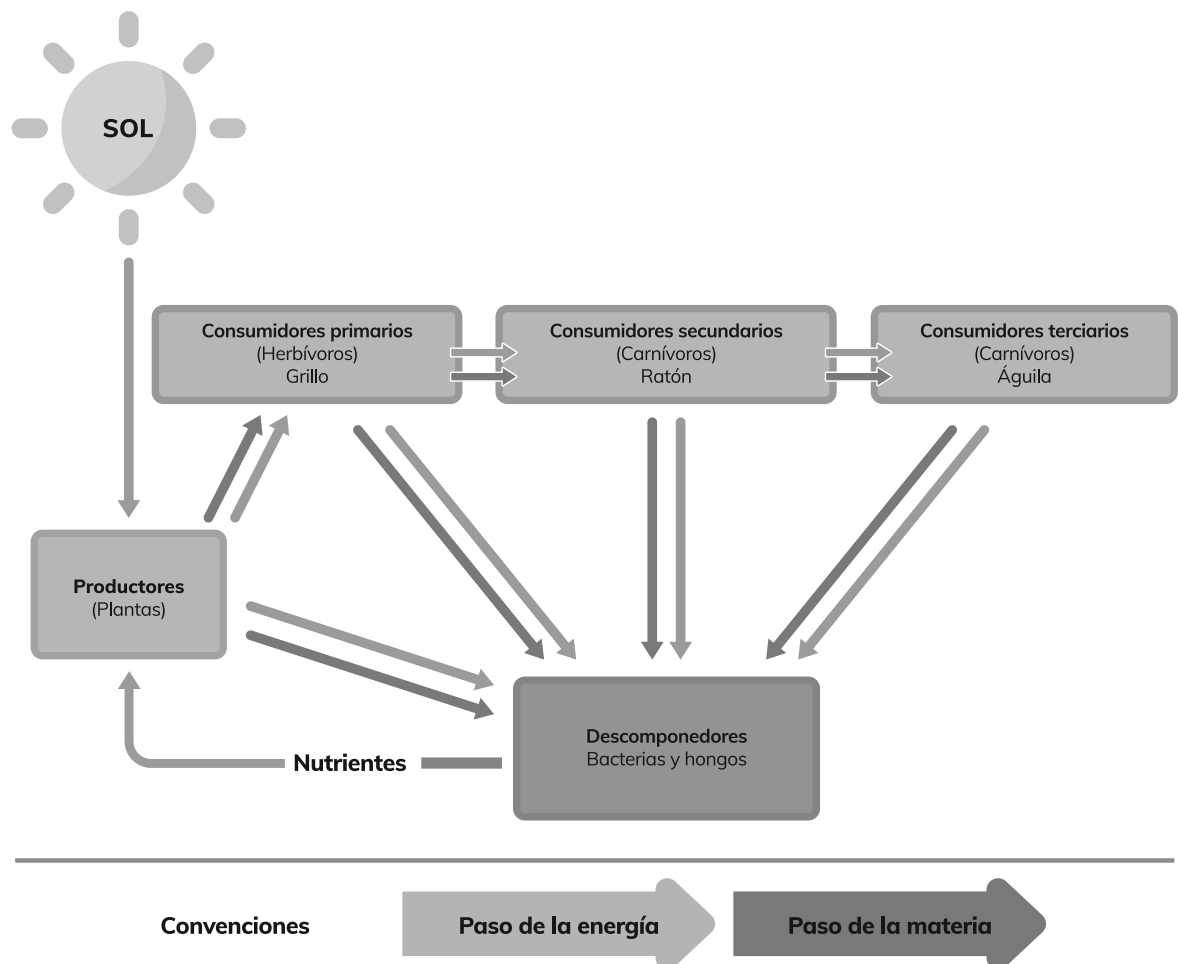 SOL
Consumidores primarios
(Herbívoros)
Grillo
Consumidores secundarios
(Carnívoros)
Ratón
Consumidores terciarios
(Carnívoros)
Águila
Productores
(Plantas)
Descomponedores
Bacterias y hongos
Nutrientes
Convenciones
Paso de la energía
Paso de la materia